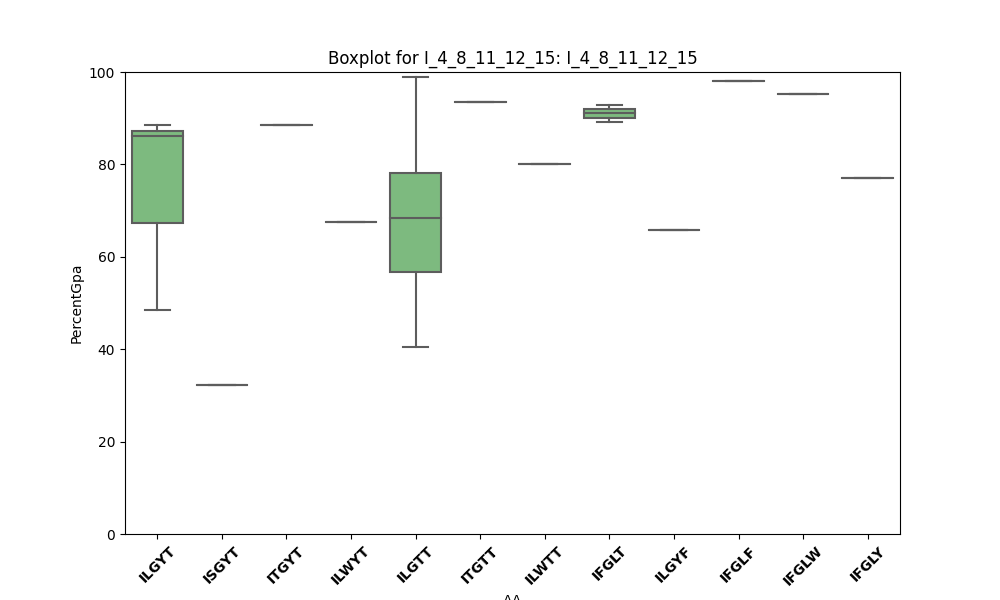 Boxplot for I_4_8_11_12_15: I_4_8_11_12_15
100
80
60
40
20
0
PercentGpa
ILGYT
ISGYT
ITGYT
ILWYT
ILGTT
ITGTT
ILWTT
IFGLT
ILGYF
IFGLF
IFGLW
IFGLY
AA